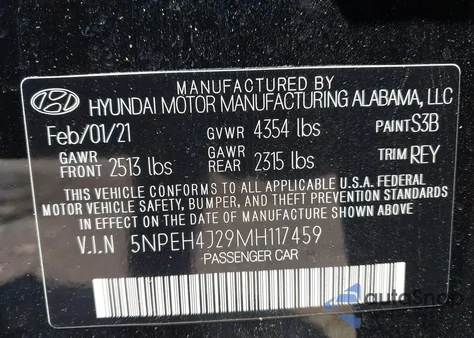 MANUFACTURED BY
HYUNDAI MOTOR MANUFACTURING ALABAMA, LLC
Feb/01/21 GVWR 4354 lbs PAINT S3B
GAWR FRONT 2513 lbs GAWR REAR 2315 lbs TRIM REY
THIS VEHICLE CONFORMS TO ALL APPLICABLE U.S.A. FEDERAL
MOTOR VEHICLE SAFETY, BUMPER, AND THEFT PREVENTION STANDARDS
IN EFFECT ON THE DATE OF MANUFACTURE SHOWN ABOVE.
V.I.N 5NPEH4J29MH117459
PASSENGER CAR
autoSnap